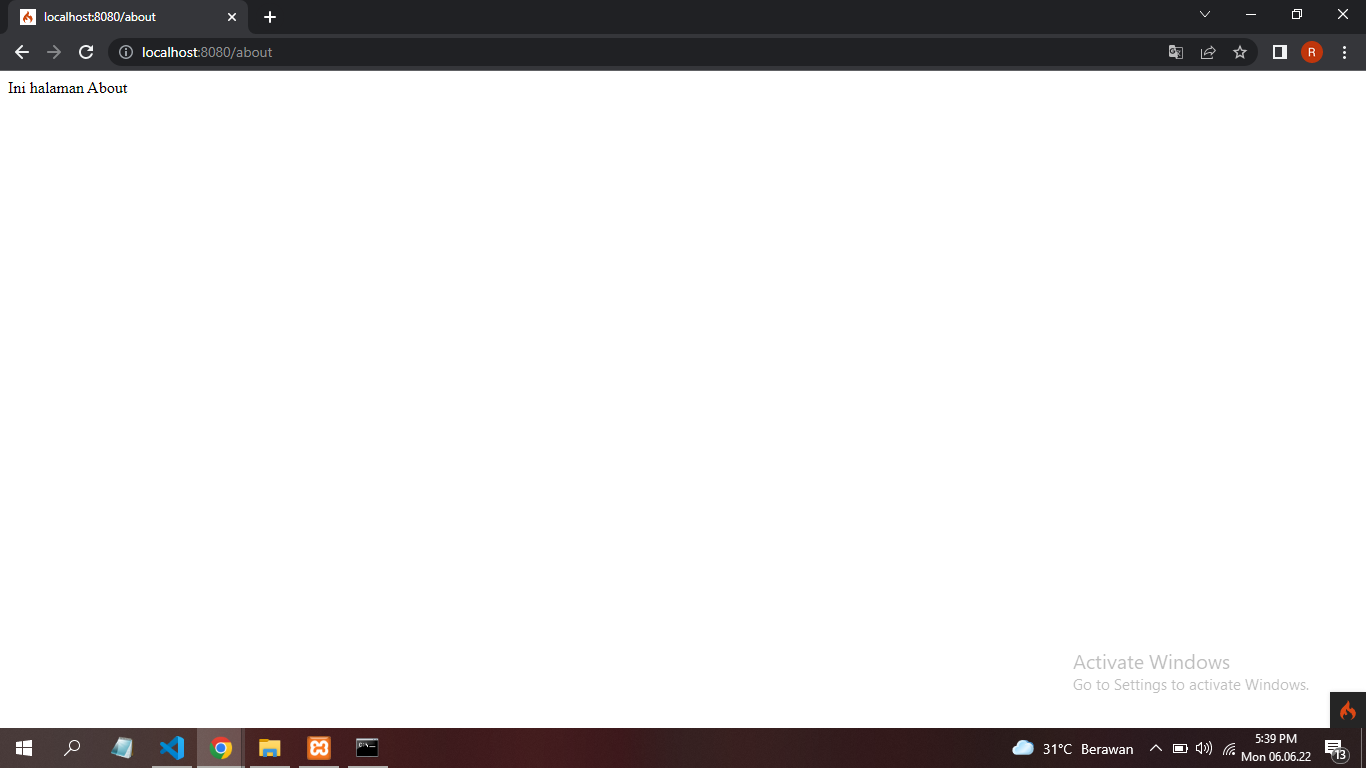 localhost:8080/about
localhost:8080/about
R
Ini halaman About
Activate Windows
Go to Settings to activate Windows.
31°C Berawan
5:39 PM
Mon 06.06.22
13